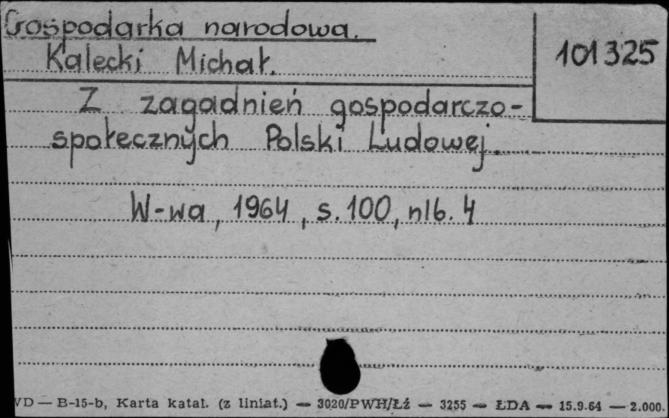 Gospodarka narodowa.
Kalecki Michał.
101325
Z zagadnień gospodarczo-
społecznych Polski Ludowej.
W-wa, 1964, s. 100, nlb. 4
VD — B-15-b, Karta katal. (z liniat.) — 3020/PWH/Łź — 3255 — ŁDA — 15.9.64 — 2.000.